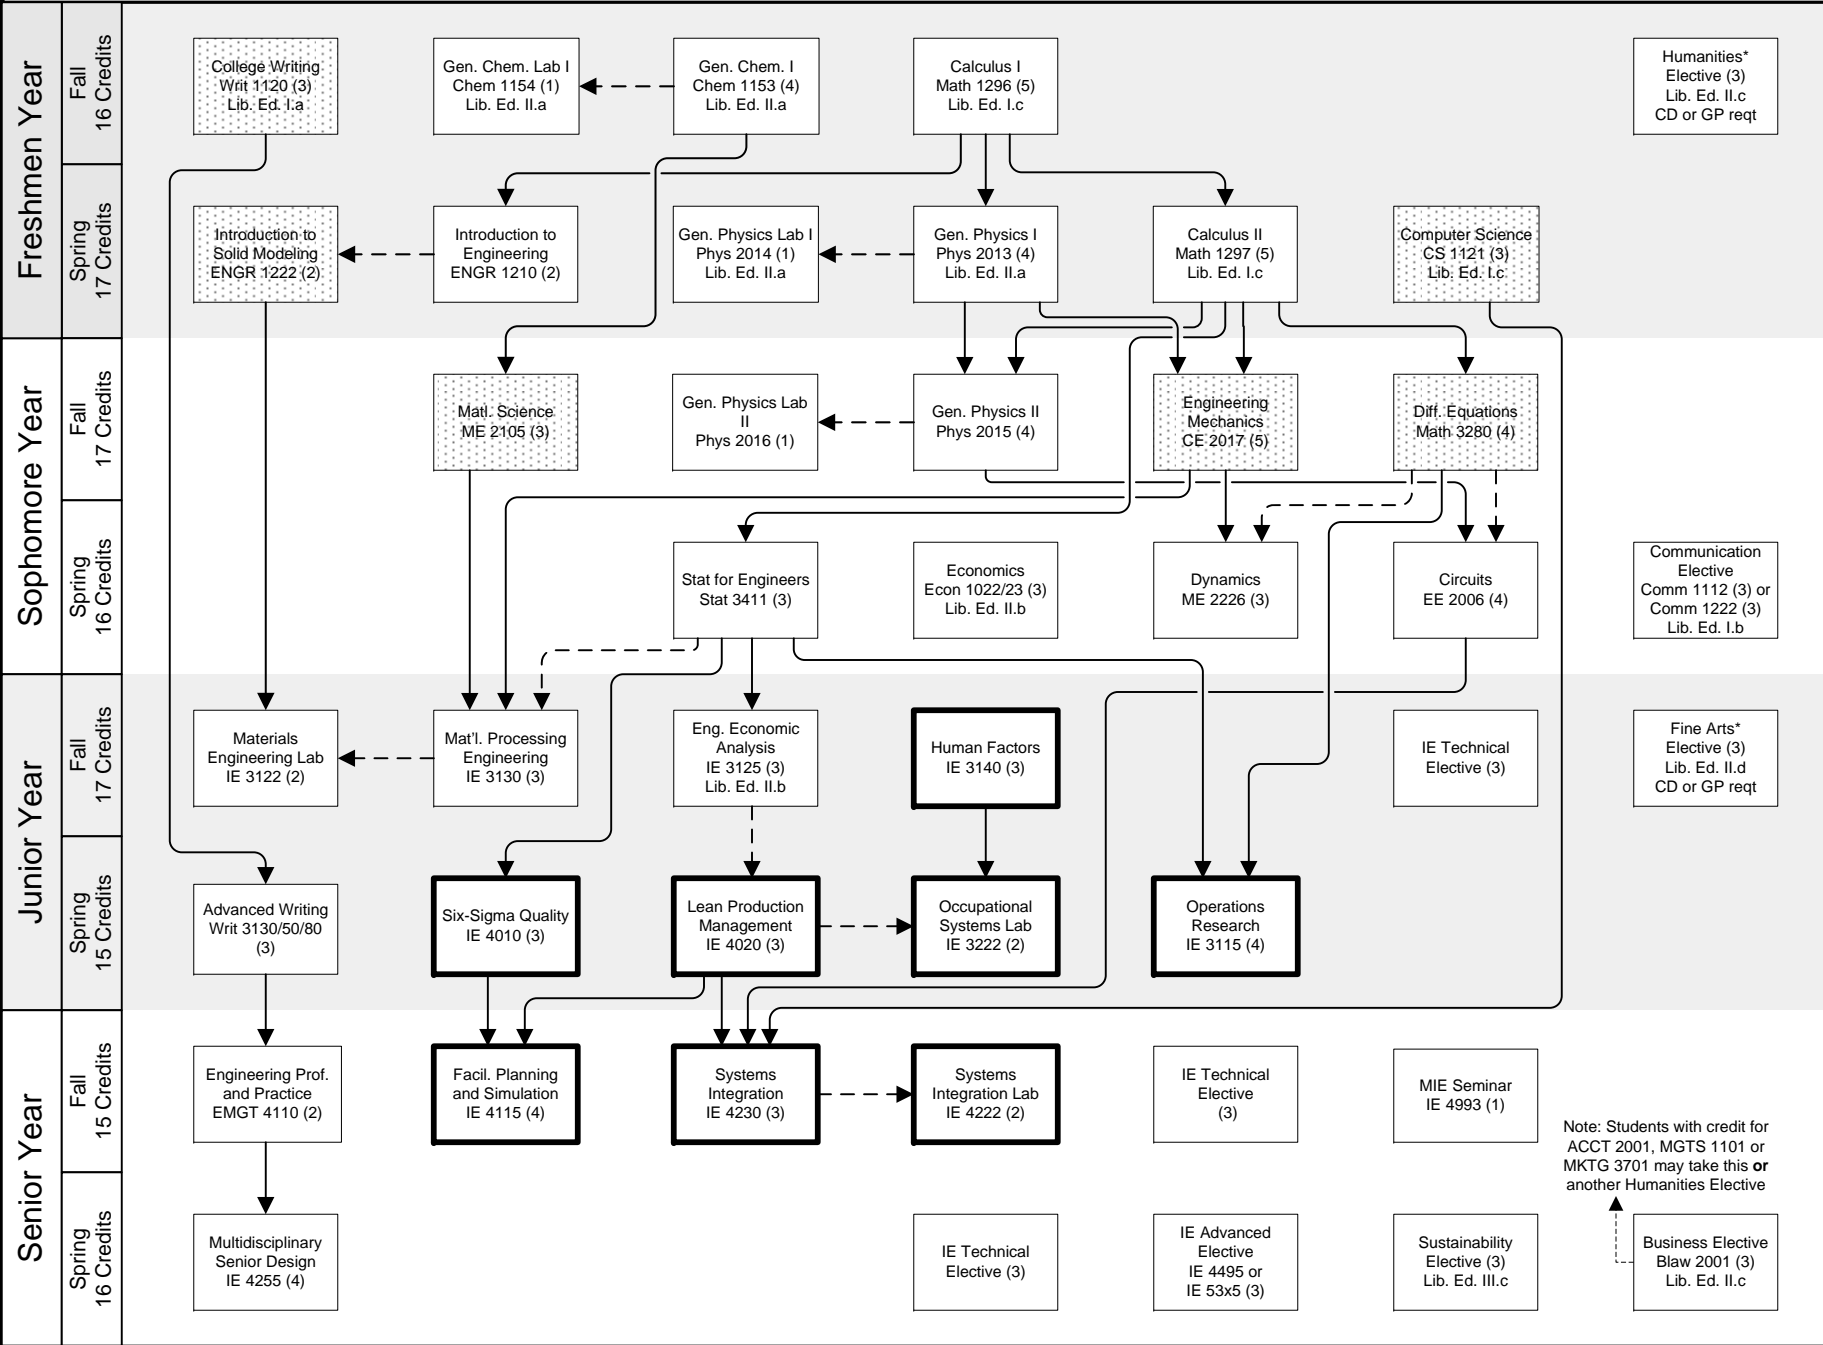 Freshmen Year
Fall
16 Credits
College Writing
Writ 1120 (3)
Lib. Ed. I.a
Gen. Chem. Lab I
Chem 1154 (1)
Lib. Ed. II.a
Gen. Chem. I
Chem 1153 (4)
Lib. Ed. II.a
Calculus I
Math 1296 (5)
Lib. Ed. I.c
Humanities*
Elective (3)
Lib. Ed. II.c
CD or GP reqt
Spring
17 Credits
Introduction to
Solid Modeling
ENGR 1222 (2)
Introduction to
Engineering
ENGR 1210 (2)
Gen. Physics Lab I
Phys 2014 (1)
Lib. Ed. II.a
Gen. Physics I
Phys 2013 (4)
Lib. Ed. II.a
Calculus II
Math 1297 (5)
Lib. Ed. I.c
Computer Science
CS 1121 (3)
Lib. Ed. I.c
Sophomore Year
Fall
17 Credits
Matl. Science
ME 2105 (3)
Gen. Physics Lab
II
Phys 2016 (1)
Gen. Physics II
Phys 2015 (4)
Engineering
Mechanics
CE 2017 (5)
Diff. Equations
Math 3280 (4)
Spring
16 Credits
Stat for Engineers
Stat 3411 (3)
Economics
Econ 1022/23 (3)
Lib. Ed. II.b
Dynamics
ME 2226 (3)
Circuits
EE 2006 (4)
Communication
Elective
Comm 1112 (3) or
Comm 1222 (3)
Lib. Ed. I.b
Junior Year
Fall
17 Credits
Materials
Engineering Lab
IE 3122 (2)
Mat'l. Processing
Engineering
IE 3130 (3)
Eng. Economic
Analysis
IE 3125 (3)
Lib. Ed. II.b
Human Factors
IE 3140 (3)
IE Technical
Elective (3)
Fine Arts*
Elective (3)
Lib. Ed. II.d
CD or GP reqt
Spring
15 Credits
Advanced Writing
Writ 3130/50/80
(3)
Six-Sigma Quality
IE 4010 (3)
Lean Production
Management
IE 4020 (3)
Occupational
Systems Lab
IE 3222 (2)
Operations
Research
IE 3115 (4)
Senior Year
Fall
15 Credits
Engineering Prof.
and Practice
EMGT 4110 (2)
Facil. Planning
and Simulation
IE 4115 (4)
Systems
Integration
IE 4230 (3)
Systems
Integration Lab
IE 4222 (2)
IE Technical
Elective
(3)
MIE Seminar
IE 4993 (1)
Note: Students with credit for
ACCT 2001, MGTS 1101 or
MKTG 3701 may take this or
another Humanities Elective
Spring
16 Credits
Multidisciplinary
Senior Design
IE 4255 (4)
IE Technical
Elective (3)
IE Advanced
Elective
IE 4495 or
IE 53x5 (3)
Sustainability
Elective (3)
Lib. Ed. III.c
Business Elective
Blaw 2001 (3)
Lib. Ed. II.c